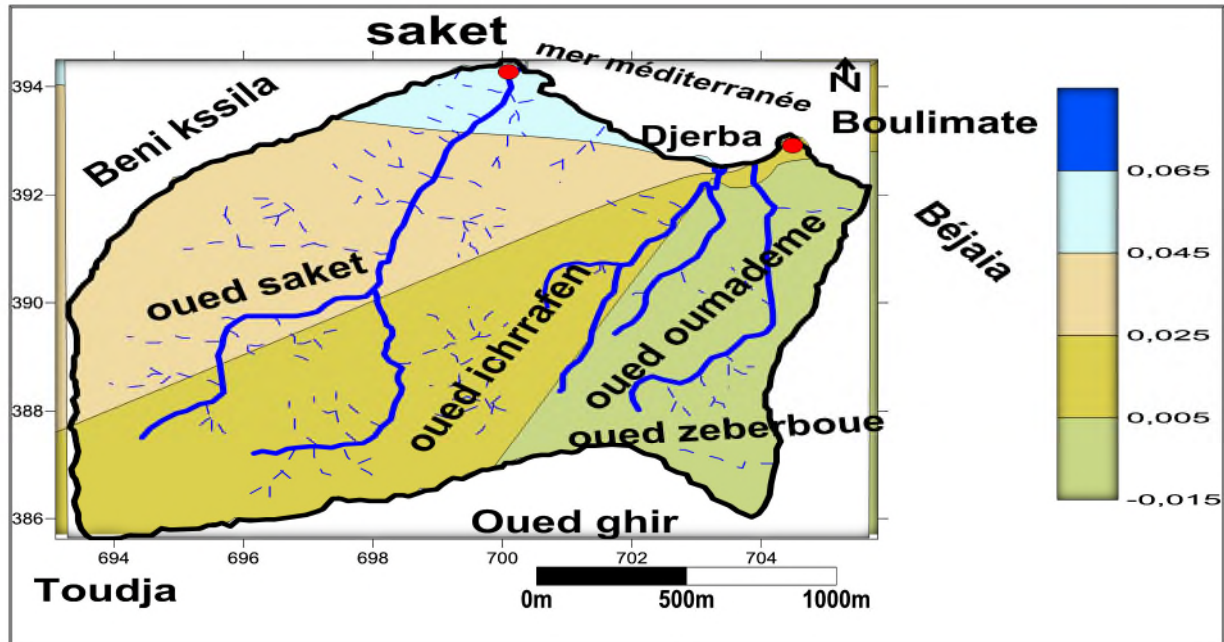 saket
mer méditerranée
N
Beni kssila
Djerba
Boulimate
Béjaia
oued saket
oued ichrrafen
oued oumademe
oued zeberboue
Oued ghir
Toudja
394
392
390
388
386
694
696
698
700
702
704
0m
500m
1000m
0,065
0,045
0,025
0,005
-0,015